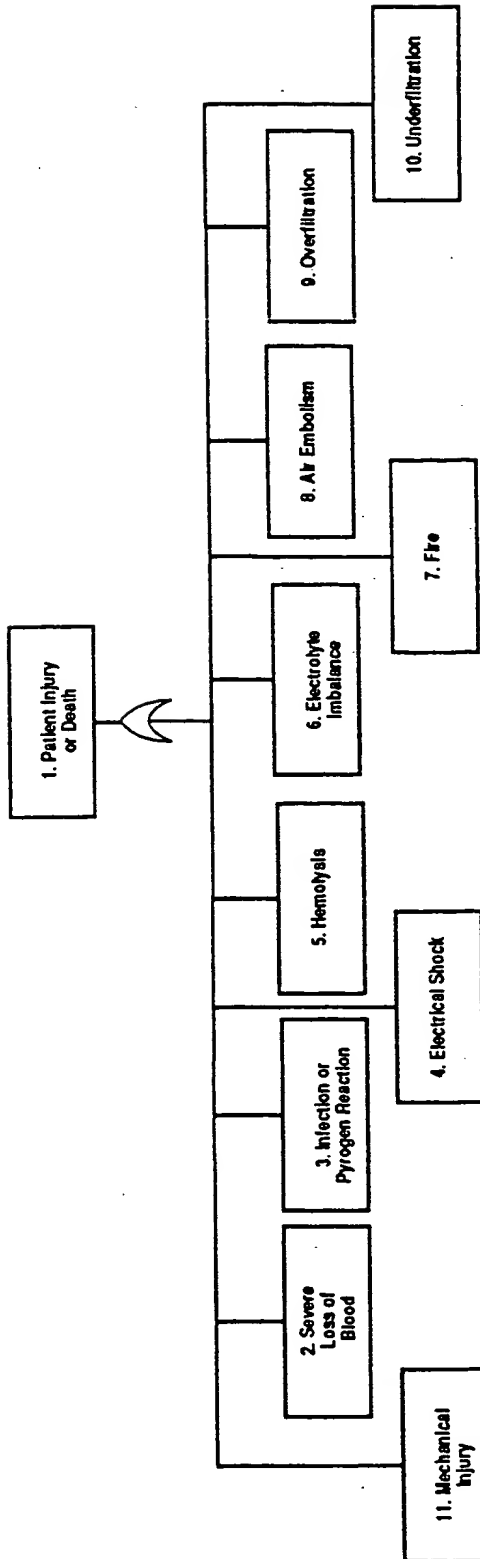 1. Patient Injury
or Death
2. Severe
Loss of
Blood
3. Infection or
Pyrogen Reaction
4. Electrical Shock
5. Hemolysis
6. Electrolyte
Imbalance
7. Fire
8. Air Embolism
9. Overfiltration
10. Underfiltration
11. Mechanical
Injury